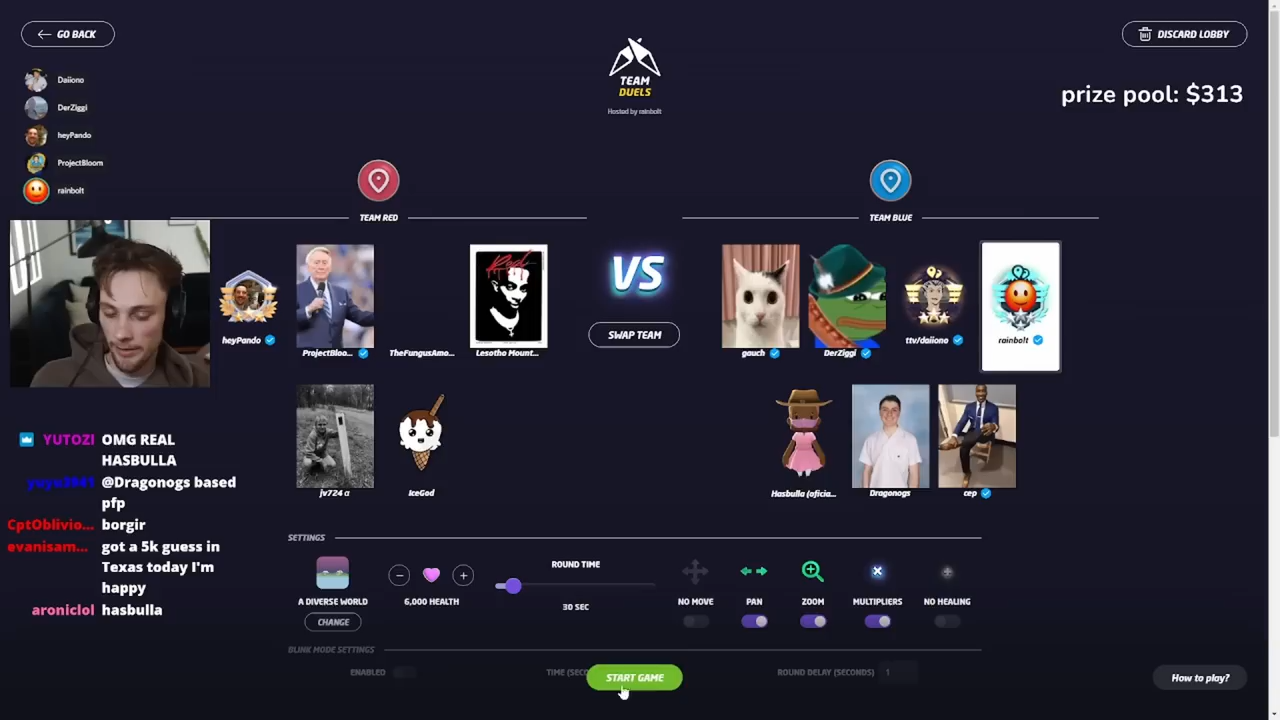 GO BACK
DISCARD LOBBY
TEAM
DUELS
Hosted by rainbolt
prize pool: $313
Daiiono
DerZiggi
heyPando
ProjectBloom
rainbolt
TEAM RED
TEAM BLUE
VS
SWAP TEAM
heyPando
ProjectBloo...
TheFungusAmo...
Lesotho Mount...
gauch
DerZiggi
ttv/daiiono
rainbolt
Red
jv724 α
IceGod
Hasbulla (oficia...
Dragonogs
cep
YUTOZI OMG REAL
HASBULLA
@Dragonogs based
pfp
CptOblivio... borgir
evanisam... got a 5k guess in
Texas today I'm
happy
aroniclol hasbulla
SETTINGS
A DIVERSE WORLD
CHANGE
6,000 HEALTH
ROUND TIME
30 SEC
NO MOVE
PAN
ZOOM
MULTIPLIERS
NO HEALING
BLINK MODE SETTINGS
ENABLED
TIME (SECO
ROUND DELAY (SECONDS) 1
START GAME
How to play?